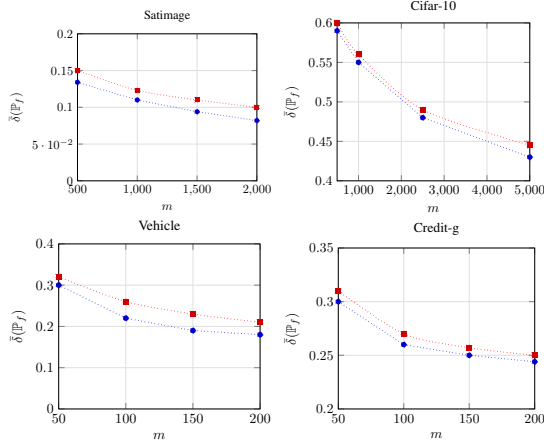 Satimage
0.2
0.15
0.1
5 · 10⁻²
0
δ̄(ℙ_f)
500 1,000 1,500 2,000
m
Cifar-10
0.6
0.55
0.5
0.45
0.4
δ̄(ℙ_f)
1,000 2,000 3,000 4,000 5,000
m
Vehicle
0.4
0.3
0.2
0.1
0
δ̄(ℙ_f)
50 100 150 200
m
Credit-g
0.35
0.3
0.25
0.2
δ̄(ℙ_f)
50 100 150 200
m